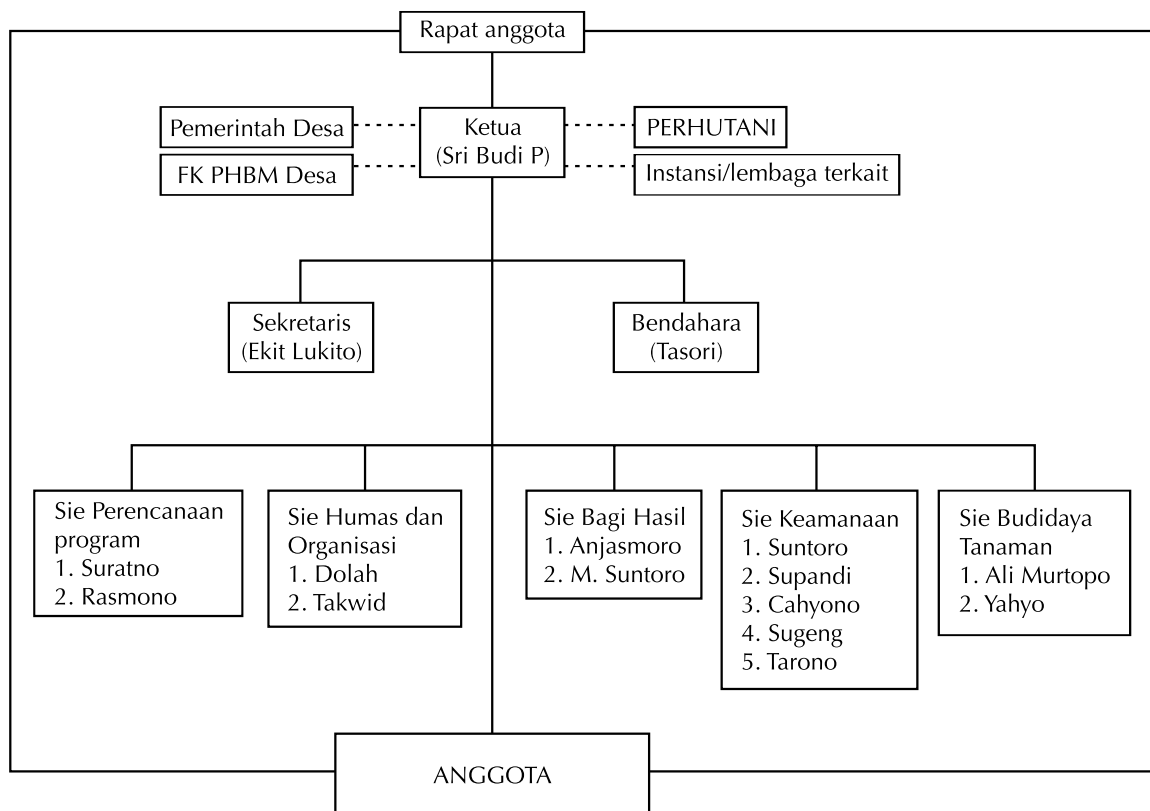 Rapat anggota
Pemerintah Desa
Ketua
(Sri Budi P)
PERHUTANI
FK PHBM Desa
Instansi/lembaga terkait
Sekretaris
(Ekit Lukito)
Bendahara
(Tasori)
Sie Perencanaan
program
1. Suratno
2. Rasmono
Sie Humas dan
Organisasi
1. Dolah
2. Takwid
Sie Bagi Hasil
1. Anjasmoro
2. M. Suntoro
Sie Keamanaan
1. Suntoro
2. Supandi
3. Cahyono
4. Sugeng
5. Tarono
Sie Budidaya
Tanaman
1. Ali Murtopo
2. Yahyo
ANGGOTA